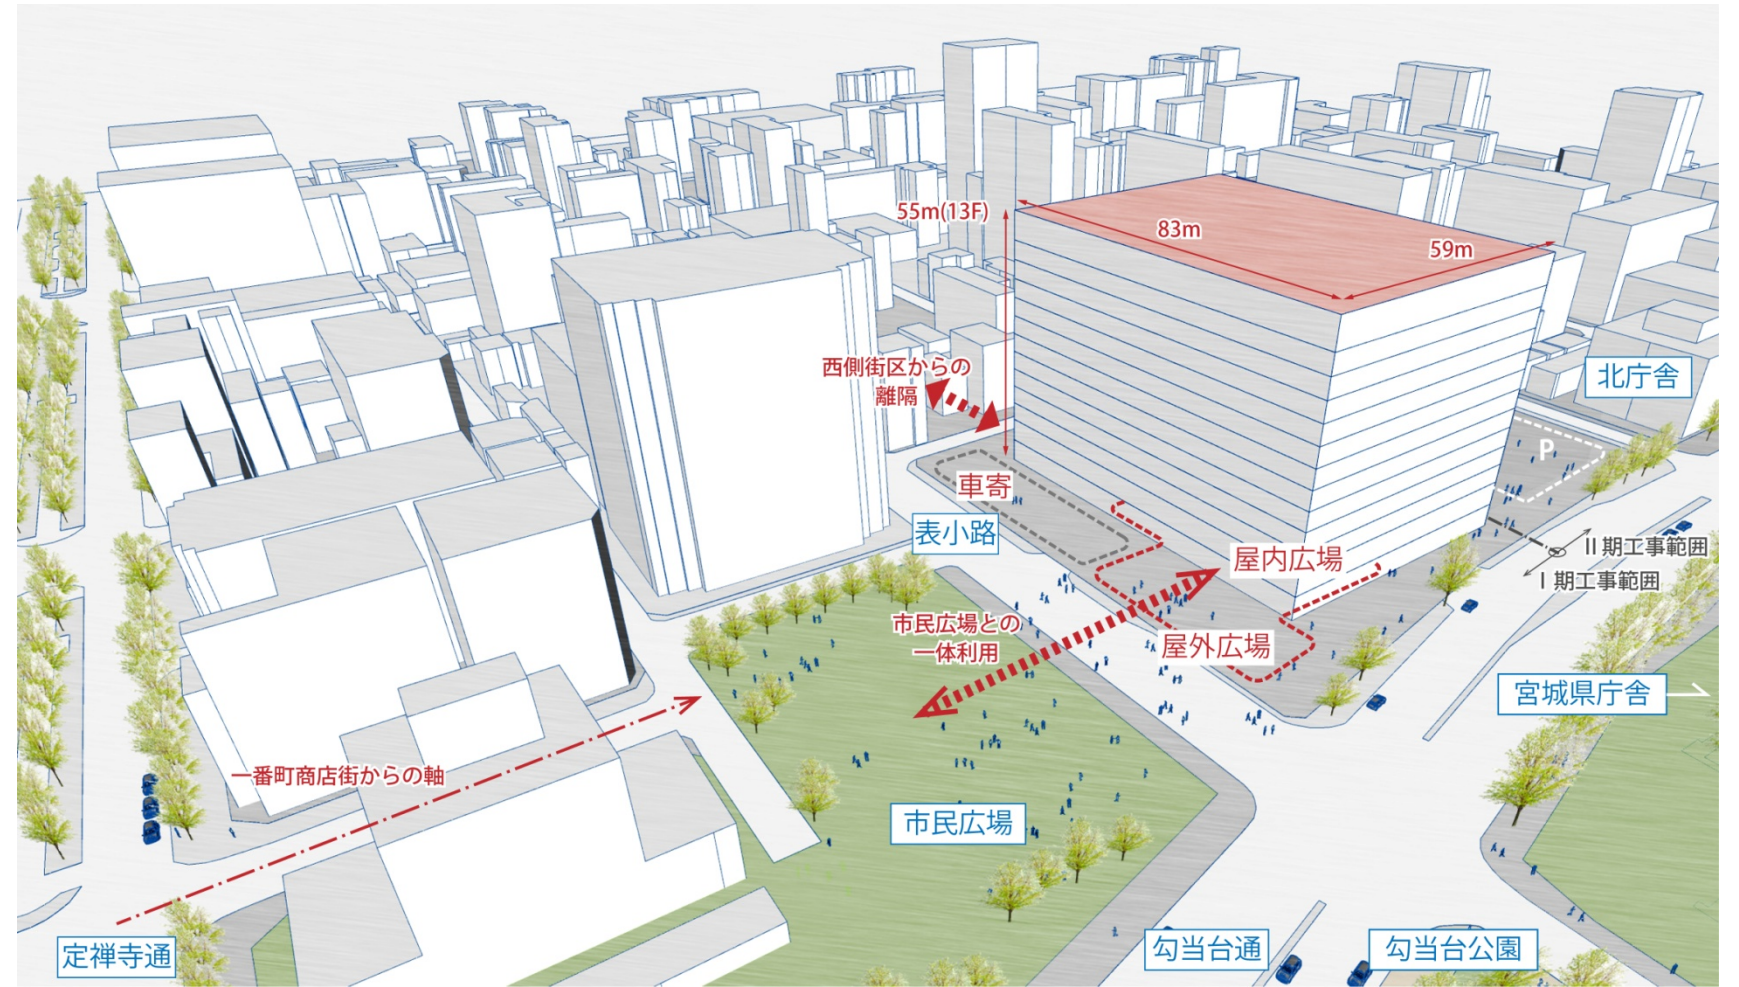 55m(13F)
83m
59m
西側街区からの
離隔
北庁舎
P
車寄
表小路
屋内広場
Ⅱ期工事範囲
Ⅰ期工事範囲
市民広場との
一体利用
屋外広場
宮城県庁舎
一番町商店街からの軸
市民広場
定禅寺通
勾当台通
勾当台公園